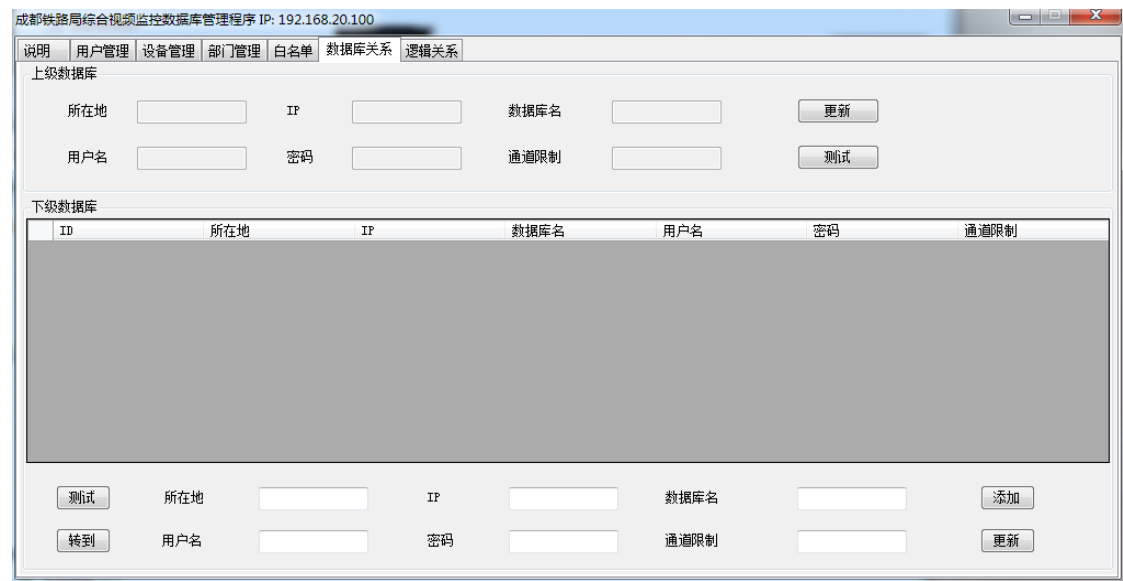 成都铁路局综合视频监控数据库管理程序 IP: 192.168.20.100
说明 用户管理 设备管理 部门管理 白名单 数据库关系 逻辑关系
上级数据库
所在地 IP 数据库名 更新
用户名 密码 通道限制 测试
下级数据库
ID 所在地 IP 数据库名 用户名 密码 通道限制
测试 所在地 IP 数据库名 添加
转到 用户名 密码 通道限制 更新